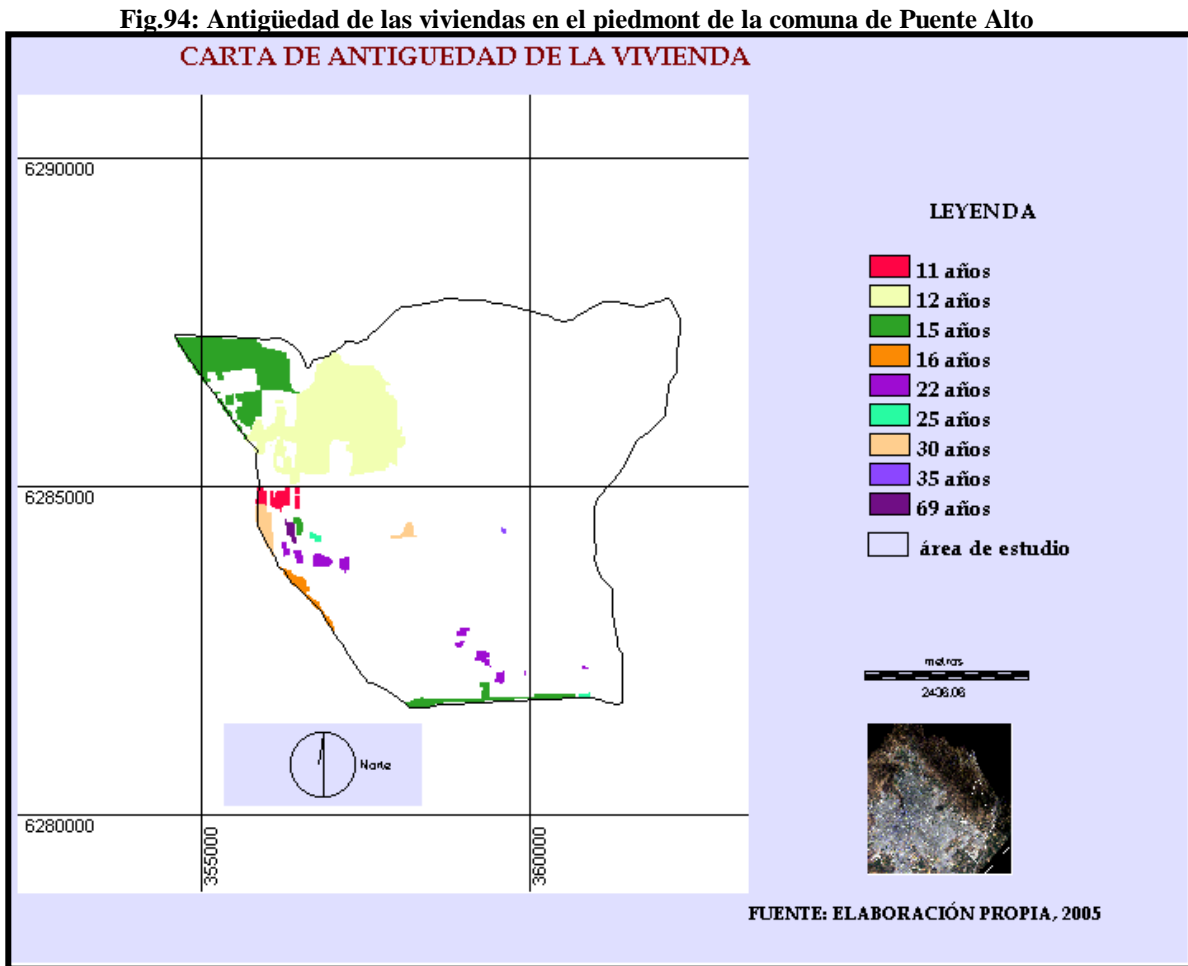 Fig.94: Antigüedad de las viviendas en el piedmont de la comuna de Puente Alto
CARTA DE ANTIGUEDAD DE LA VIVIENDA
6290000
6285000
6280000
355000
360000
Norte
LEYENDA
11 años
12 años
15 años
16 años
22 años
25 años
30 años
35 años
69 años
área de estudio
metros
2436.06
FUENTE: ELABORACIÓN PROPIA, 2005